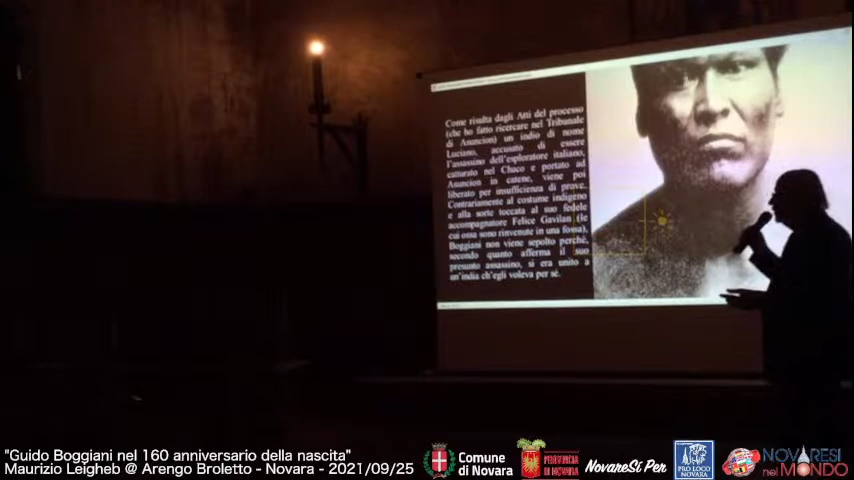 Come risulta dagli Atti del processo
(che ho fatto ricercare nel Tribunale
di Asuncion) un indio di nome
Luciano, accusato di essere
l'assassino dell'esploratore italiano,
catturato nel Chaco e portato ad
Asuncion in catene, viene poi
liberato per insufficienza di prove.
Contrariamente al costume indigeno
e alla sorte toccata al suo fedele
accompagnatore Felice Gavilan (le
cui ossa sono rinvenute in una fossa),
Boggiani non viene sepolto perchè,
secondo quanto afferma il suo
presunto assassino, si era unito a
un'india ch'egli voleva per sé.
"Guido Boggiani nel 160 anniversario della nascita"
Maurizio Leigheb @ Arengo Broletto - Novara - 2021/09/25
Comune
di Novara
PROVINCIA
DI NOVARA
NovareSi Per
PRO LOCO
NOVARA
NOVARESI
nel MONDO